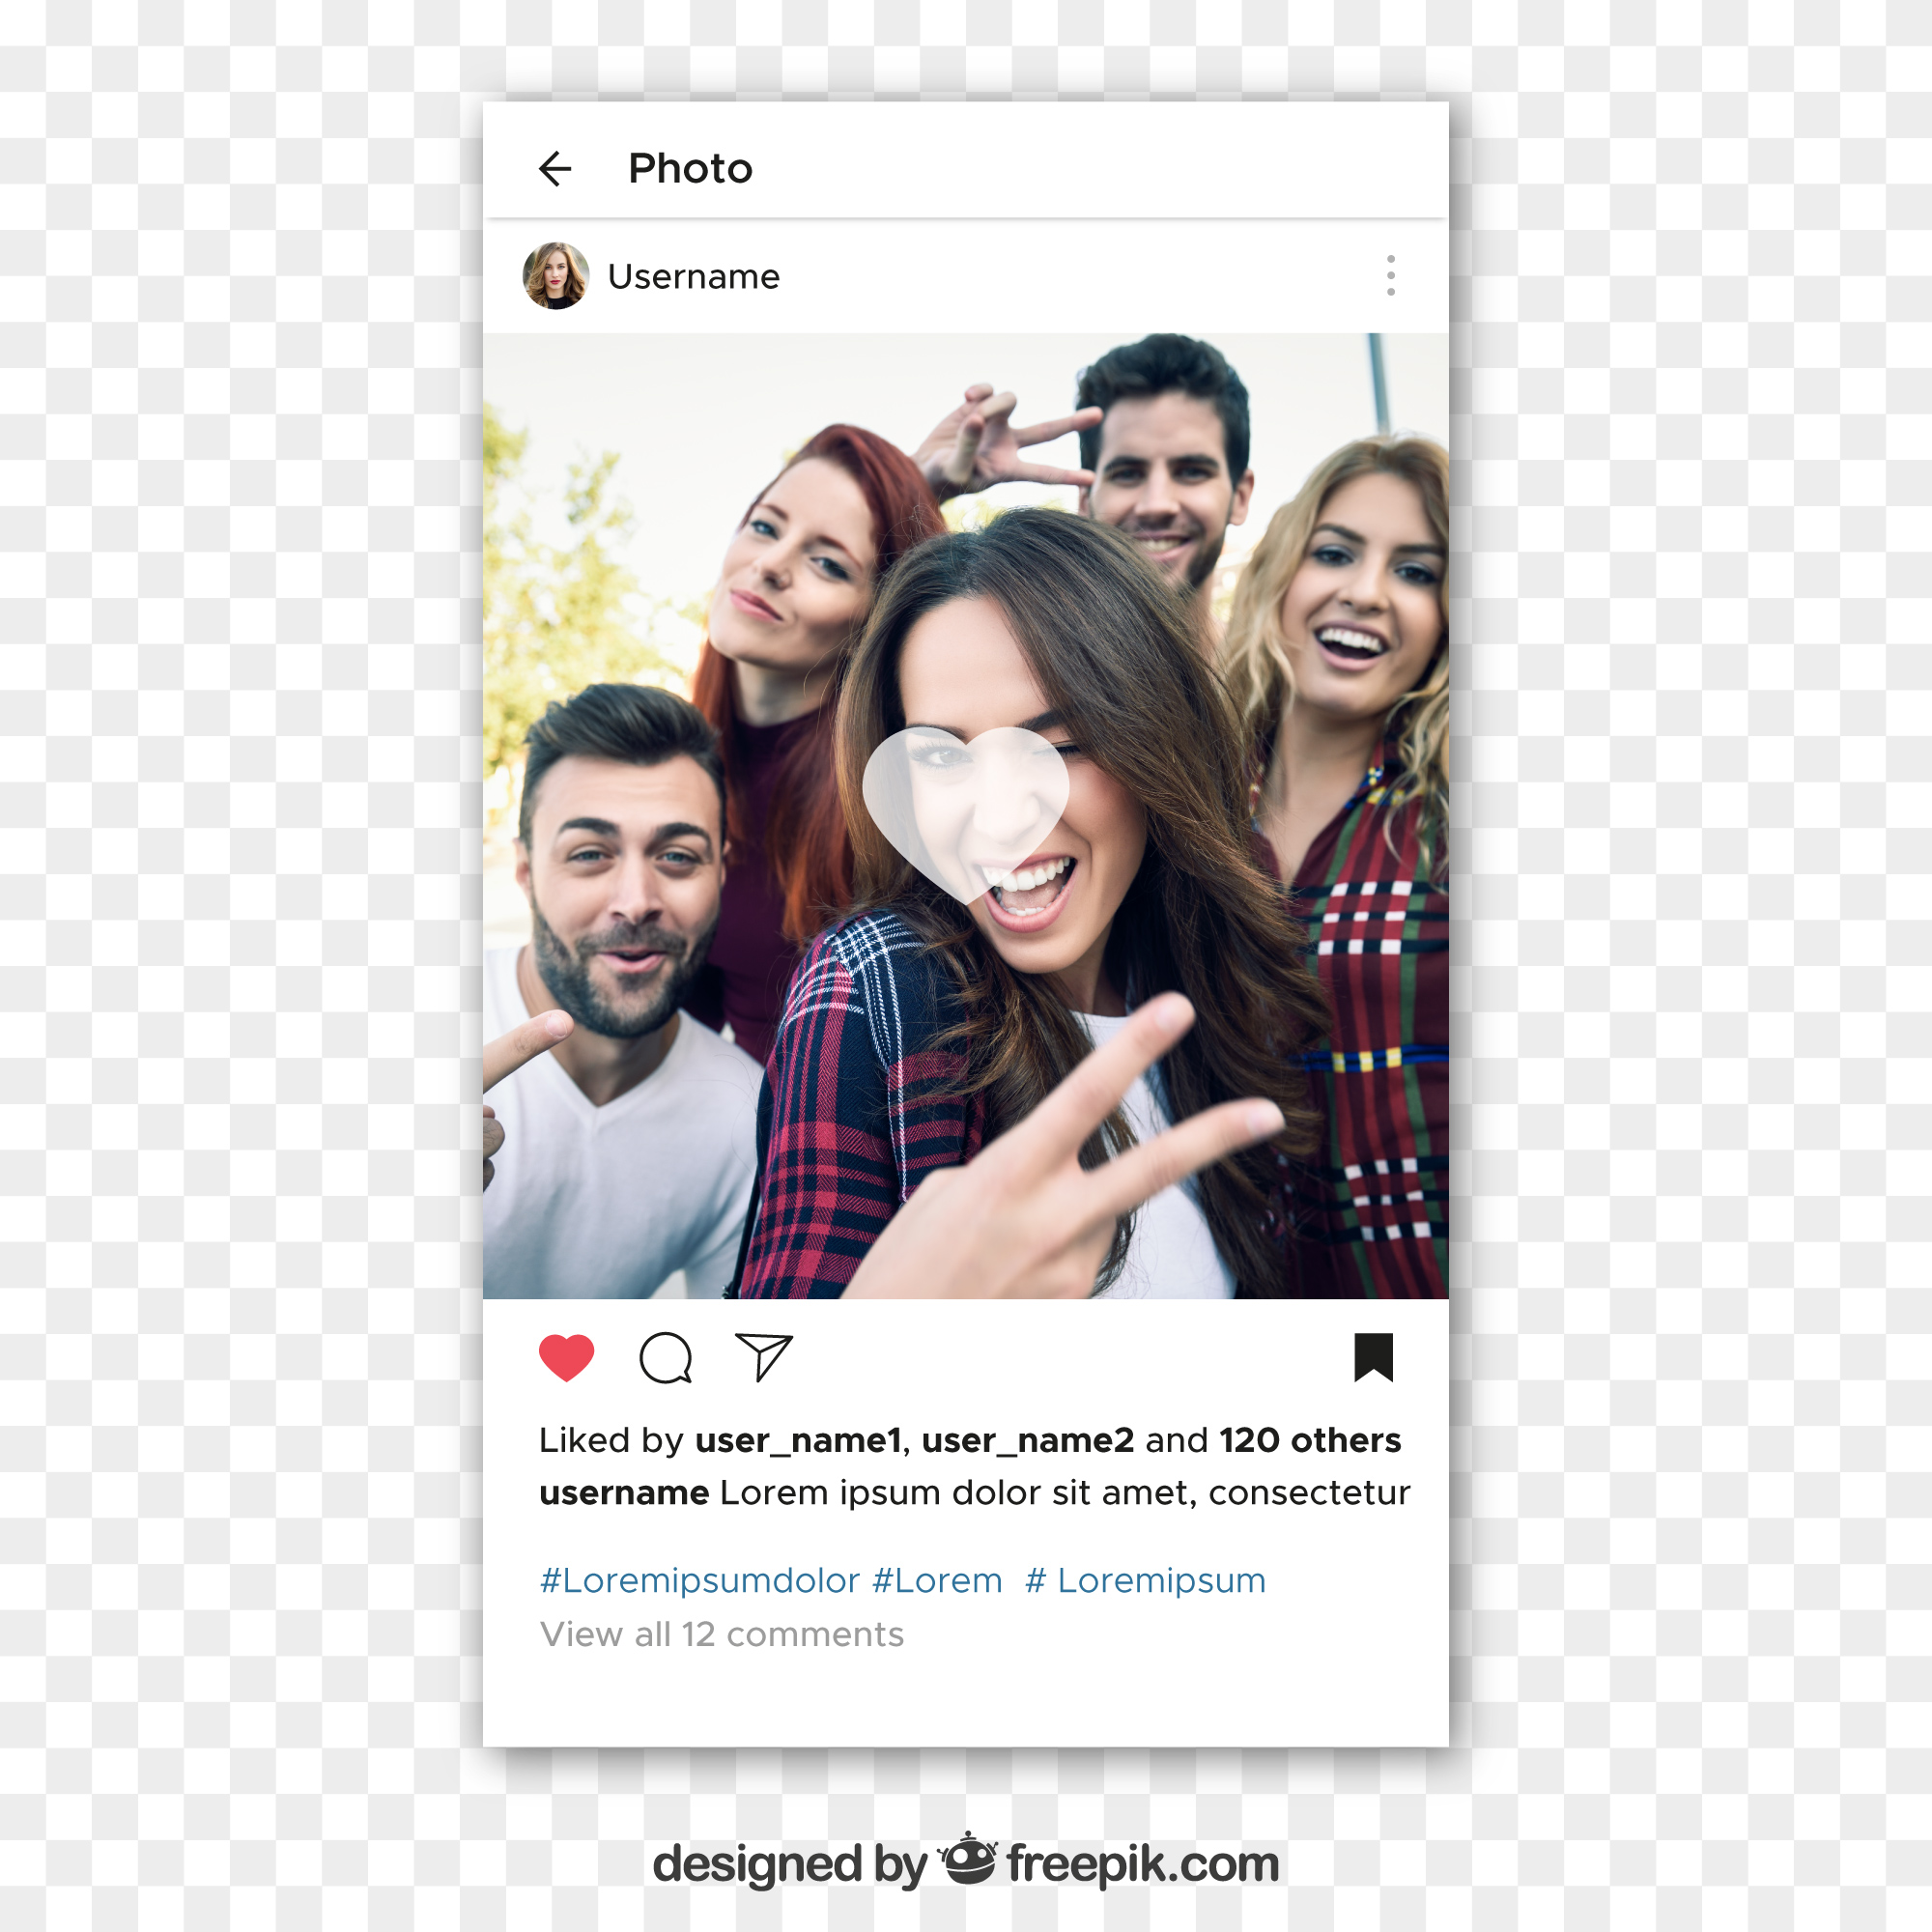 Photo
Username
Liked by user_name1, user_name2 and 120 others
username Lorem ipsum dolor sit amet, consectetur
#Loremipsumdolor #Lorem # Loremipsum
View all 12 comments
designed by freepik.com